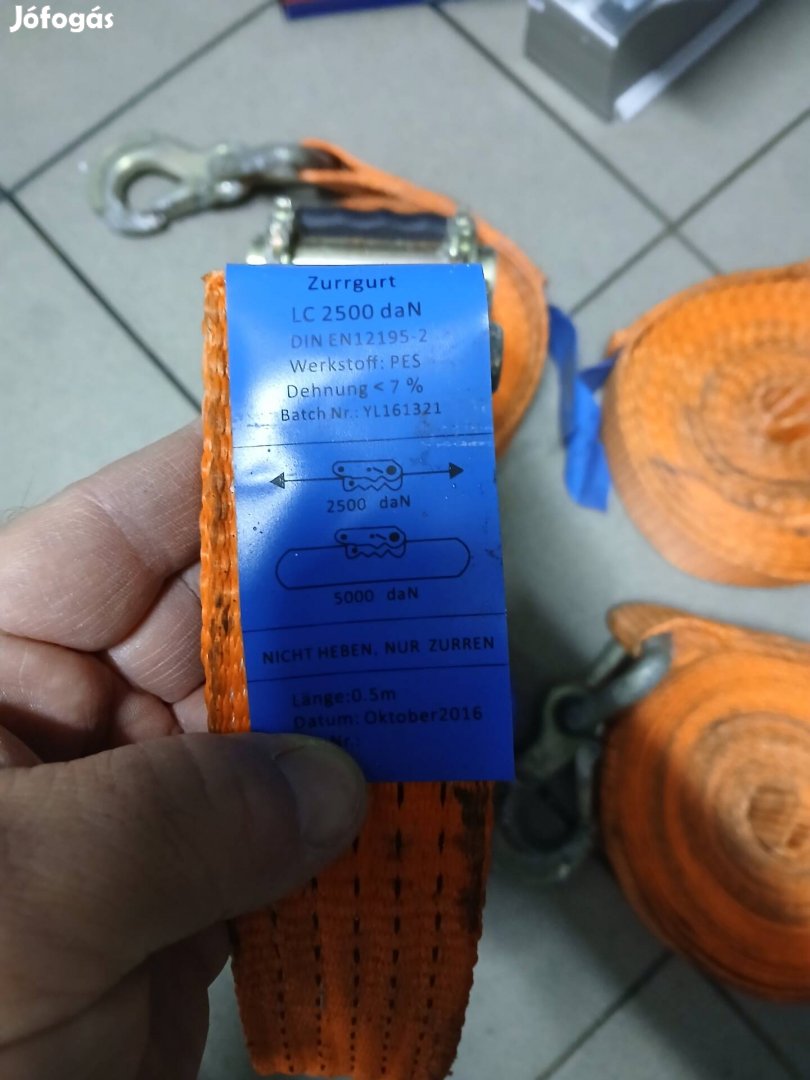 Jófogás
Zurrgurt
LC 2500 daN
DIN EN12195-2
Werkstoff: PES
Dehnung < 7 %
Batch Nr.: YL161321
2500 daN
5000 daN
NICHT HEBEN, NUR ZURREN
Länge:0.5m
Datum: Oktober2016
Nr.: